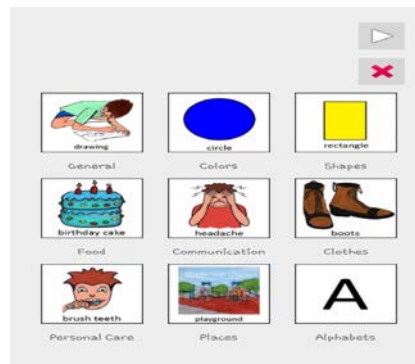 drawing
circle
rectangle
General
Colors
Shapes
birthday cake
headache
boots
Food
Communication
Clothes
brush teeth
playground
A
Personal Care
Places
Alphabets